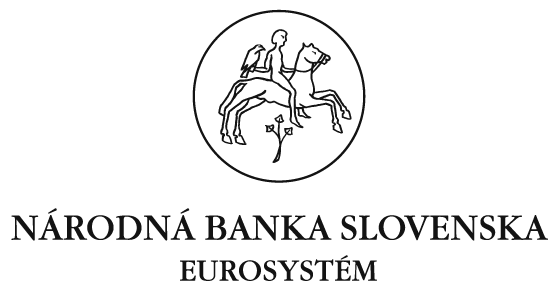 NÁRODNÁ BANKA SLOVENSKA
EUROSYSTÉM